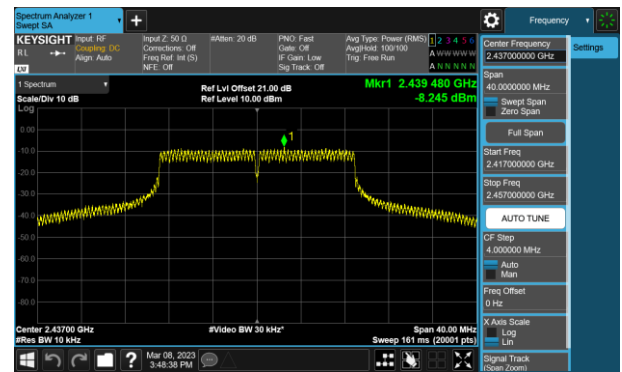 Spectrum Analyzer 1
Swept SA
Frequency
KEYSIGHT
RL
LXI
Input: RF
Coupling: DC
Align: Auto
Input Z: 50 Ω
Corrections: Off
Freq Ref: Int (S)
NFE: Off
#Atten: 20 dB
PNO: Fast
Gate: Off
IF Gain: Low
Sig Track: Off
Avg Type: Power (RMS)
Avg|Hold: 100/100
Trig: Free Run
1 2 3 4 5 6
A W W W W W
A N N N N N
1 Spectrum
Scale/Div 10 dB
Ref Lvl Offset 21.00 dB
Ref Level 10.00 dBm
Mkr1 2.439 480 GHz
-8.245 dBm
Log
1
0.00
-10.0
-20.0
-30.0
-40.0
-50.0
-60.0
-70.0
-80.0
Center 2.43700 GHz
#Res BW 10 kHz
#Video BW 30 kHz*
Span 40.00 MHz
Sweep 161 ms (20001 pts)
Center Frequency
2.437000000 GHz
Span
40.0000000 MHz
Swept Span
Zero Span
Full Span
Start Freq
2.417000000 GHz
Stop Freq
2.457000000 GHz
AUTO TUNE
CF Step
4.000000 MHz
Auto
Man
Freq Offset
0 Hz
X Axis Scale
Log
Lin
Signal Track
(Span Zoom)
Settings
?
Mar 08, 2023
3:48:38 PM